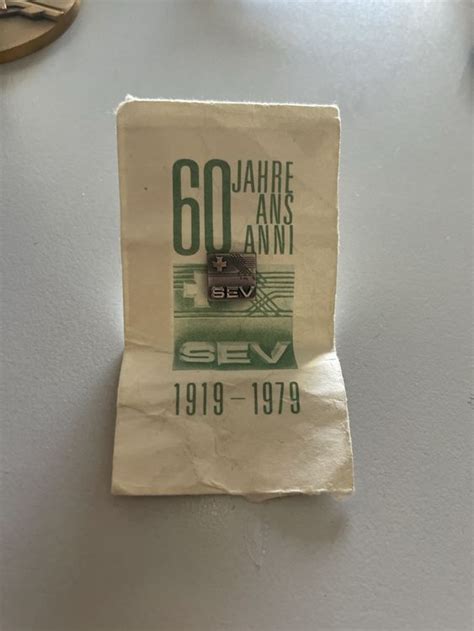 60 JAHRE
ANS
ANNI
SEV
SEV
1919 – 1979